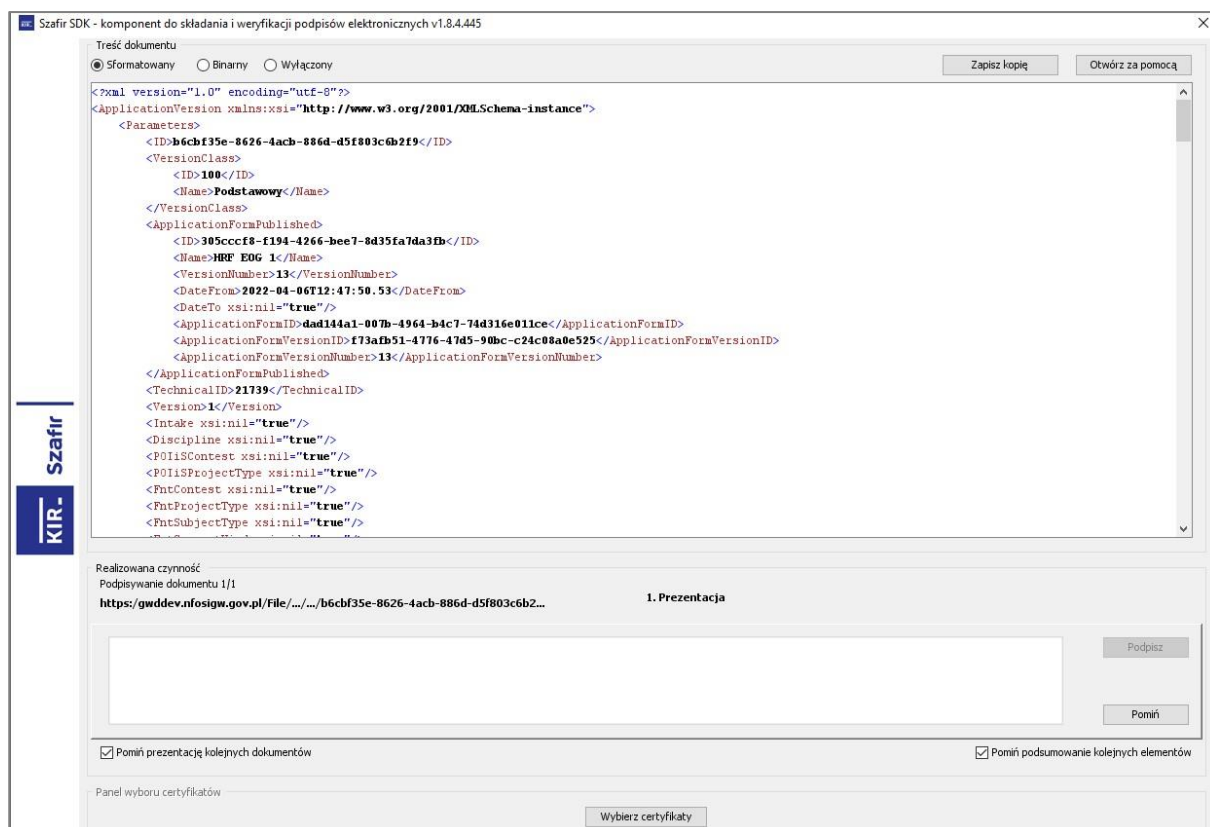 Szafir SDK - komponent do składania i weryfikacji podpisów elektronicznych v1.8.4.445
Treść dokumentu
Sformatowany Binarny Wyłączony Zapisz kopię Otwórz za pomocą
<?xml version="1.0" encoding="utf-8"?>
<ApplicationVersion xmlns:xsi="http://www.w3.org/2001/XMLSchema-instance">
<Parameters>
<ID>b6cbf35e-8626-4acb-886d-d5f803c6b2f9</ID>
<VersionClass>
<ID>100</ID>
<Name>Podstawowy</Name>
</VersionClass>
<ApplicationFormPublished>
<ID>305cccf8-f194-4266-bee7-8d35fa7da3fb</ID>
<Name>HRF EOG 1</Name>
<VersionNumber>13</VersionNumber>
<DateFrom>2022-04-06T12:47:50.53</DateFrom>
<DateTo xsi:nil="true"/>
<ApplicationFormID>dad144a1-007b-4964-b4c7-74d316e011ce</ApplicationFormID>
<ApplicationFormVersionID>f73afb51-4776-47d5-90bc-c24c08a0e525</ApplicationFormVersionID>
<ApplicationFormVersionNumber>13</ApplicationFormVersionNumber>
</ApplicationFormPublished>
<TechnicalID>21739</TechnicalID>
<Version>1</Version>
<Intake xsi:nil="true"/>
<Discipline xsi:nil="true"/>
<POIiSContest xsi:nil="true"/>
<POIiSProjectType xsi:nil="true"/>
<FntContest xsi:nil="true"/>
<FntProjectType xsi:nil="true"/>
<FntSubjectType xsi:nil="true"/>
KIR. Szafir
Realizowana czynność
Podpisywanie dokumentu 1/1
https:/gwddev.nfosigw.gov.pl/File/.../.../b6cbf35e-8626-4acb-886d-d5f803c6b2... 1. Prezentacja
Podpisz
Pomiń
Pomiń prezentację kolejnych dokumentów Pomiń podsumowanie kolejnych elementów
Panel wyboru certyfikatów
Wybierz certyfikaty